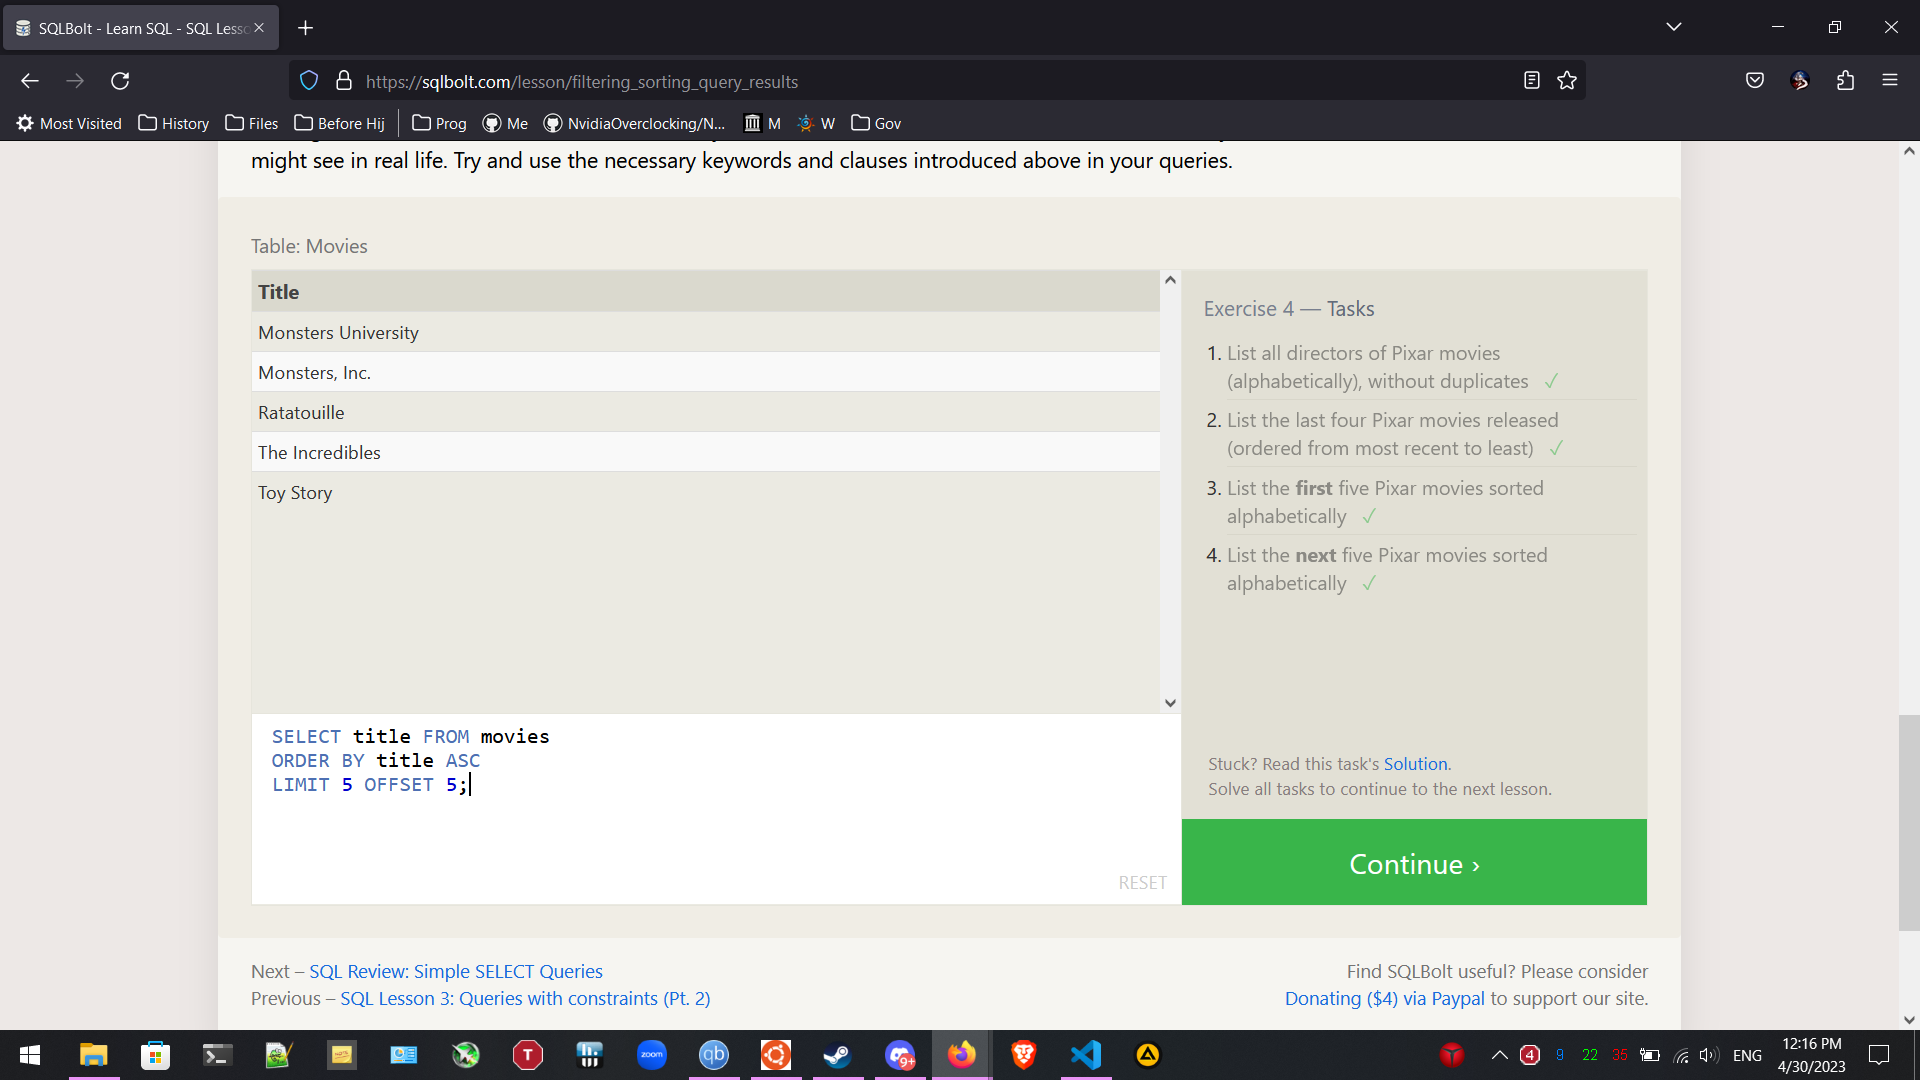 SQLBolt - Learn SQL - SQL Lesso
https://sqlbolt.com/lesson/filtering_sorting_query_results
Most Visited History Files Before Hij Prog Me NvidiaOverclocking/N... M W Gov
might see in real life. Try and use the necessary keywords and clauses introduced above in your queries.
Table: Movies
Title
Monsters University
Monsters, Inc.
Ratatouille
The Incredibles
Toy Story
SELECT title FROM movies
ORDER BY title ASC
LIMIT 5 OFFSET 5;
RESET
Exercise 4 — Tasks
1. List all directors of Pixar movies
(alphabetically), without duplicates ✓
2. List the last four Pixar movies released
(ordered from most recent to least) ✓
3. List the first five Pixar movies sorted
alphabetically ✓
4. List the next five Pixar movies sorted
alphabetically ✓
Stuck? Read this task's Solution.
Solve all tasks to continue to the next lesson.
Continue ›
Next – SQL Review: Simple SELECT Queries
Previous – SQL Lesson 3: Queries with constraints (Pt. 2)
Find SQLBolt useful? Please consider
Donating ($4) via Paypal to support our site.
T zoom qb 9+ 4 9 22 35 ENG
12:16 PM
4/30/2023